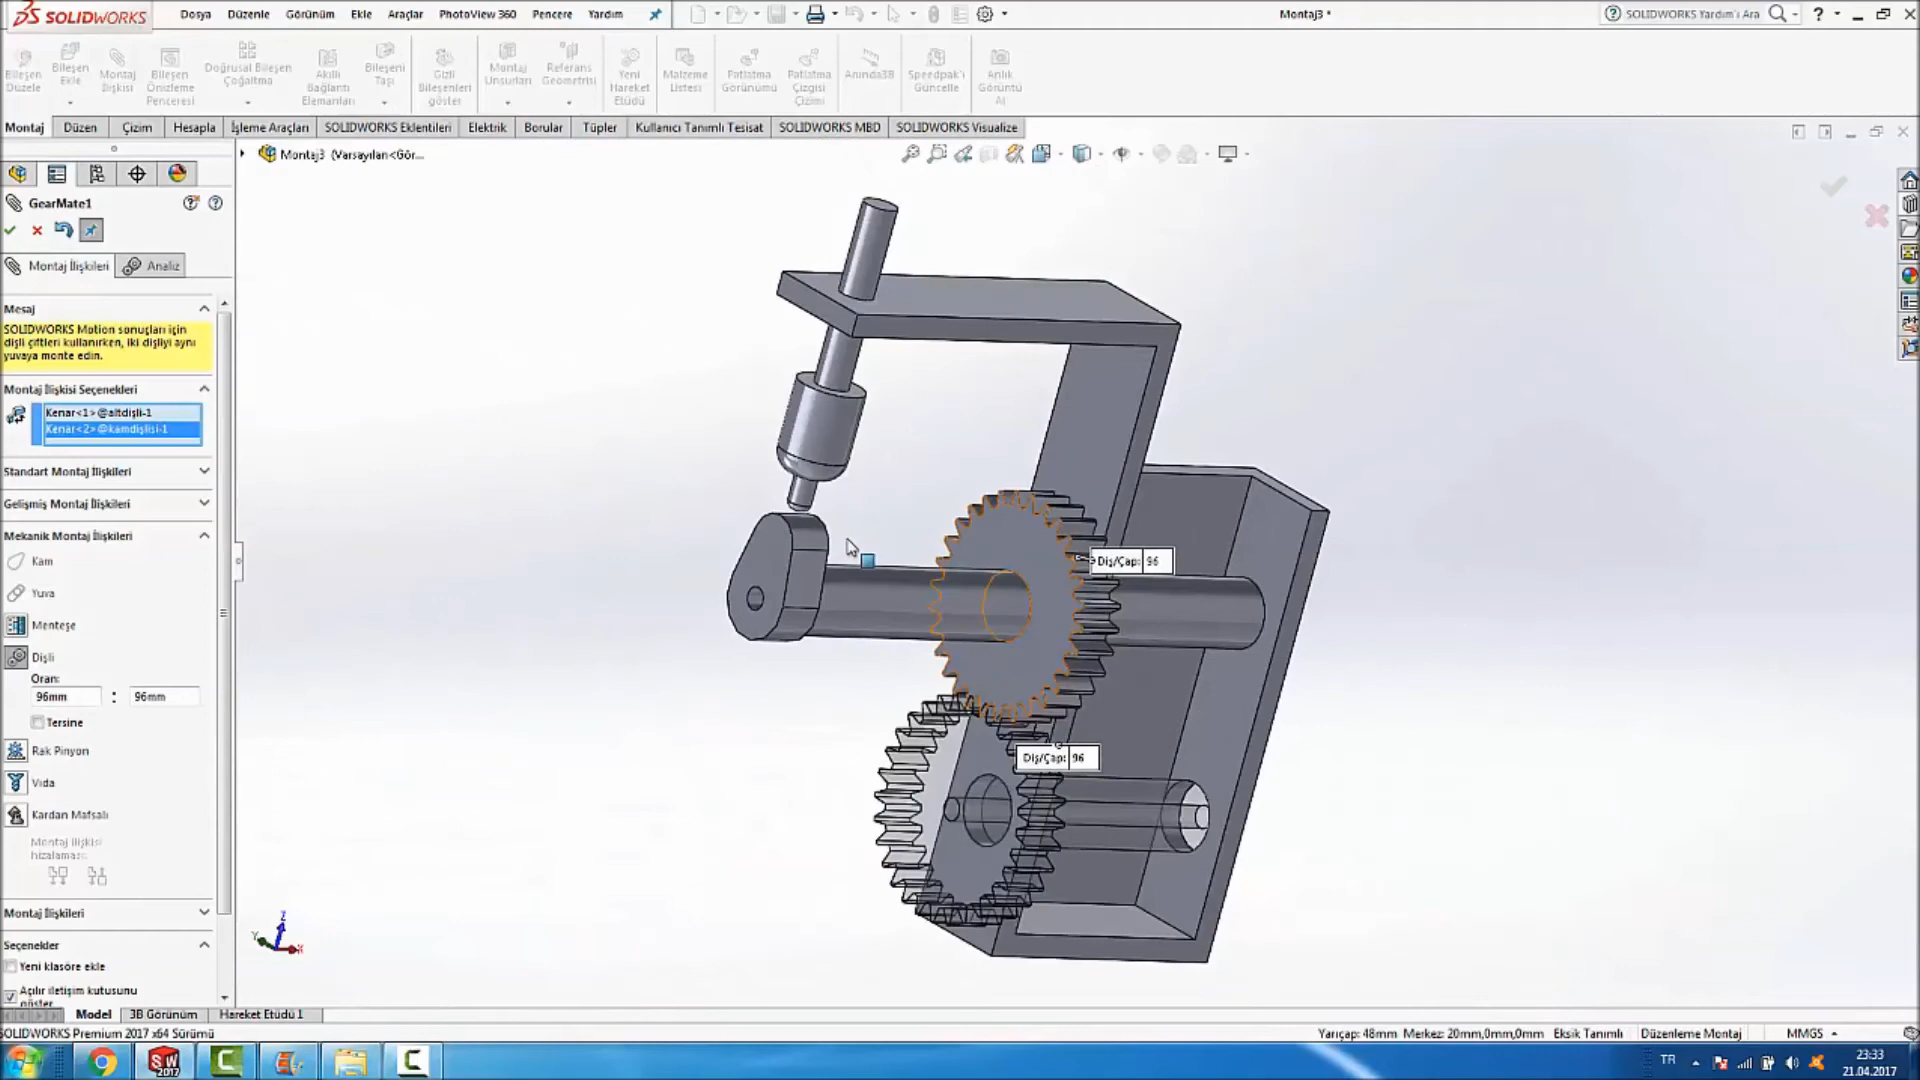 SOLIDWORKS
Dosya Düzenle Görünüm Ekle Araçlar PhotoView 360 Pencere Yardım
Montaj3 *
SOLIDWORKS Yardım'ı Ara
Bileşen Düzele
Bileşen Ekle
Montaj İlişkisi
Bileşen Önizleme Penceresi
Doğrusal Bileşen Çoğaltma
Akıllı Bağlantı Elemanları
Bileşeni Taşı
Gizli Bileşenleri göster
Montaj Unsurları
Referans Geometrisi
Yeni Hareket Etüdü
Malzeme Listesi
Patlatma Görünümü
Patlatma Çizgisi Çizimi
Anında3B
Speedpak'ı Güncelle
Anlık Görüntü Al
Montaj Düzen Çizim Hesapla İşleme Araçları SOLIDWORKS Eklentileri Elektrik Borular Tüpler Kullanıcı Tanımlı Tesisat SOLIDWORKS MBD SOLIDWORKS Visualize
Montaj3 (Varsayılan<Gör...
GearMate1
Montaj İlişkileri Analiz
Mesaj
SOLIDWORKS Motion sonuçları için
dişli çiftleri kullanırken, iki dişliyi aynı
yuvaya monte edin.
Montaj İlişkisi Seçenekleri
Kenar<1>@altdişli-1
Kenar<2>@kamdişlisi-1
Standart Montaj İlişkileri
Gelişmiş Montaj İlişkileri
Mekanik Montaj İlişkileri
Kam
Yuva
Menteşe
Dişli
Oran:
96mm : 96mm
Tersine
Rak Pinyon
Vida
Kardan Mafsalı
Montaj ilişkisi
hizalaması:
Montaj İlişkileri
Seçenekler
Yeni klasöre ekle
Açılır iletişim kutusunu
göster
Diş/Çap: 96
Diş/Çap: 96
Z
Y
X
Model 3B Görünüm Hareket Etüdü 1
SOLIDWORKS Premium 2017 x64 Sürümü
Yarıçap: 48mm Merkez: 20mm,0mm,0mm Eksik Tanımlı Düzenleme Montaj MMGS
SW
2017
TR
23:33
21.04.2017